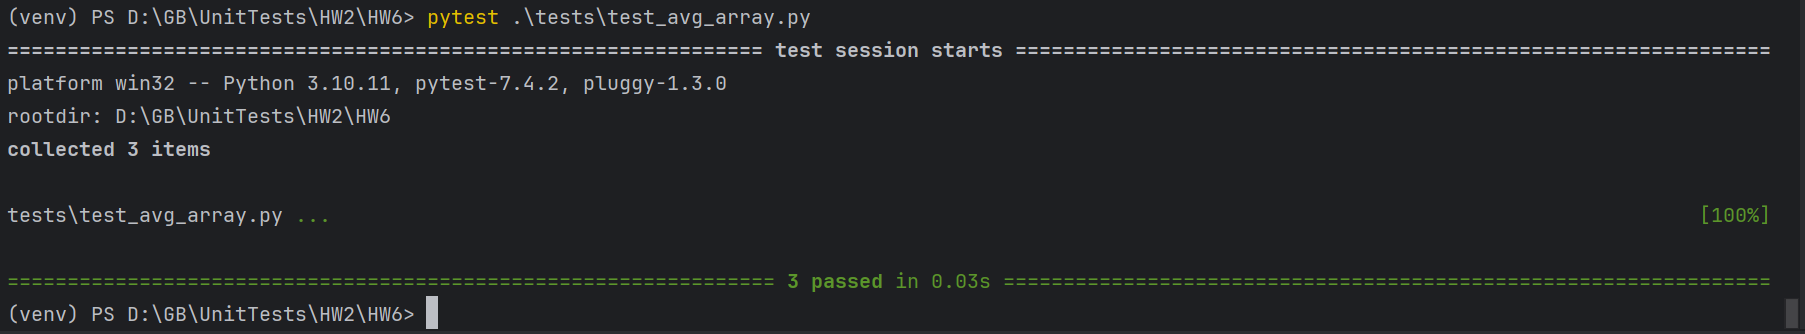 (venv) PS D:\GB\UnitTests\HW2\HW6> pytest .\tests\test_avg_array.py
=============================================================== test session starts ===============================================================
platform win32 -- Python 3.10.11, pytest-7.4.2, pluggy-1.3.0
rootdir: D:\GB\UnitTests\HW2\HW6
collected 3 items
tests\test_avg_array.py ... [100%]
================================================================ 3 passed in 0.03s ================================================================
(venv) PS D:\GB\UnitTests\HW2\HW6>